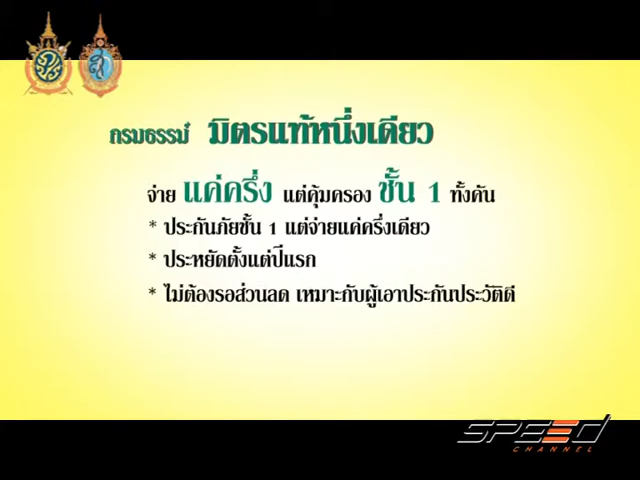 กรมธรรม์ มิตรแท้หนึ่งเดียว
จ่าย แค่ครึ่ง แต่คุ้มครอง ชั้น 1 ทั้งคัน
* ประกันภัยชั้น 1 แต่จ่ายแค่ครึ่งเดียว
* ประหยัดตั้งแต่ปีแรก
* ไม่ต้องรอส่วนลด เหมาะกับผู้เอาประกันประวัติดี
SPEED
CHANNEL